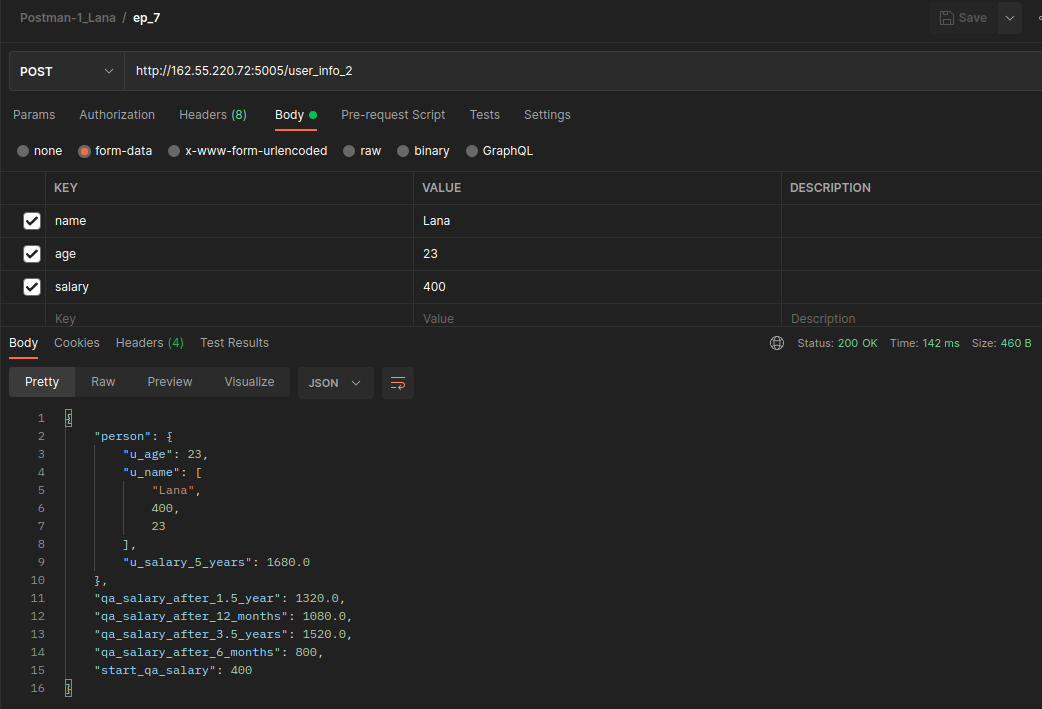 Postman-1_Lana / ep_7
Save
POST http://162.55.220.72:5005/user_info_2
Params Authorization Headers (8) Body Pre-request Script Tests Settings
none form-data x-www-form-urlencoded raw binary GraphQL
KEY VALUE DESCRIPTION
name Lana
age 23
salary 400
Key Value Description
Body Cookies Headers (4) Test Results Status: 200 OK Time: 142 ms Size: 460 B
Pretty Raw Preview Visualize JSON
1 {
2 "person": {
3 "u_age": 23,
4 "u_name": [
5 "Lana",
6 400,
7 23
8 ],
9 "u_salary_5_years": 1680.0
10 },
11 "qa_salary_after_1.5_year": 1320.0,
12 "qa_salary_after_12_months": 1080.0,
13 "qa_salary_after_3.5_years": 1520.0,
14 "qa_salary_after_6_months": 800,
15 "start_qa_salary": 400
16 }